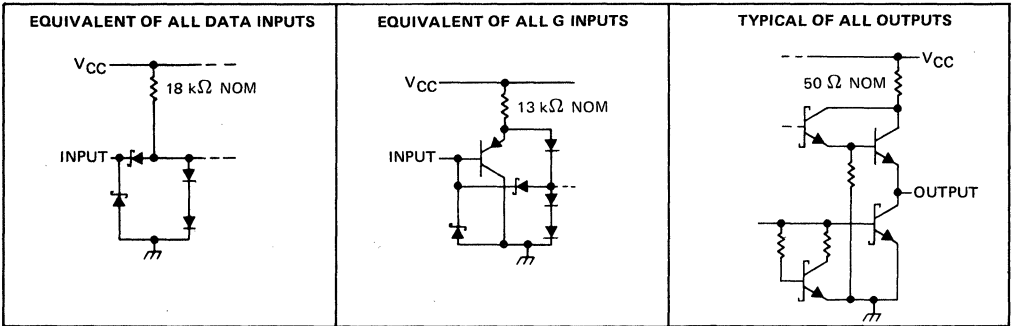 EQUIVALENT OF ALL DATA INPUTS
VCC
18 kΩ NOM
INPUT
EQUIVALENT OF ALL G INPUTS
VCC
13 kΩ NOM
INPUT
TYPICAL OF ALL OUTPUTS
VCC
50 Ω NOM
OUTPUT